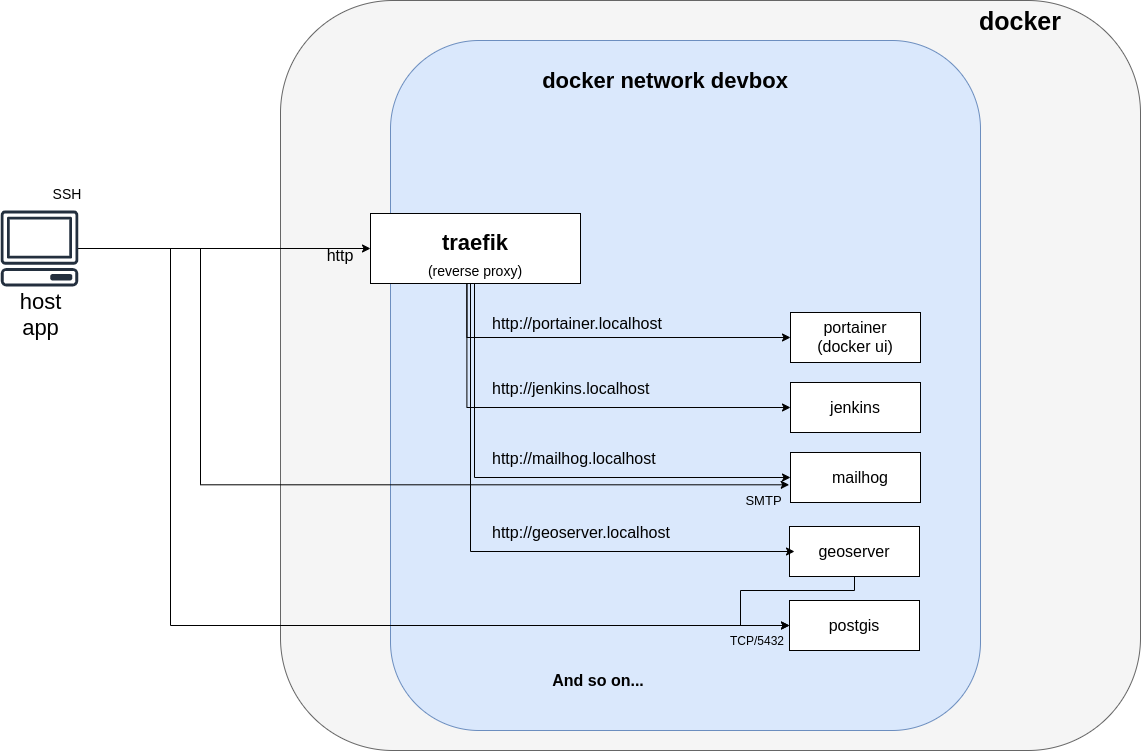 docker
docker network devbox
SSH
host
app
http
traefik
(reverse proxy)
http://portainer.localhost
portainer
(docker ui)
http://jenkins.localhost
jenkins
http://mailhog.localhost
mailhog
SMTP
http://geoserver.localhost
geoserver
postgis
TCP/5432
And so on...